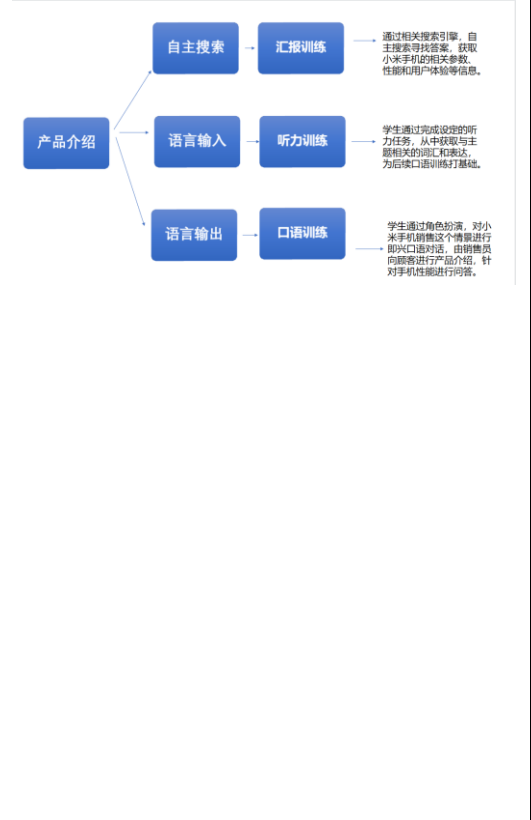 产品介绍
自主搜索
汇报训练
通过相关搜索引擎，自
主搜索寻找答案，获取
小米手机的相关参数、
性能和用户体验等信息。
语言输入
听力训练
学生通过完成设定的听
力任务，从中获取与主
题相关的词汇和表达，
为后续口语训练打基础。
语言输出
口语训练
学生通过角色扮演，对小
米手机销售这个情景进行
即兴口语对话，由销售员
向顾客进行产品介绍，针
对手机性能进行问答。